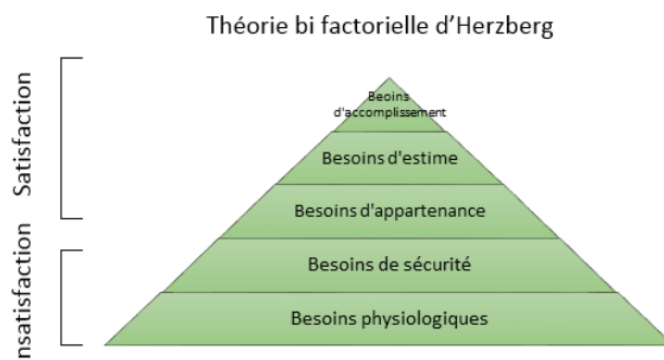 Théorie bi factorielle d'Herzberg
Satisfaction
nsatisfaction
Beoins
d'accomplissement
Besoins d'estime
Besoins d'appartenance
Besoins de sécurité
Besoins physiologiques